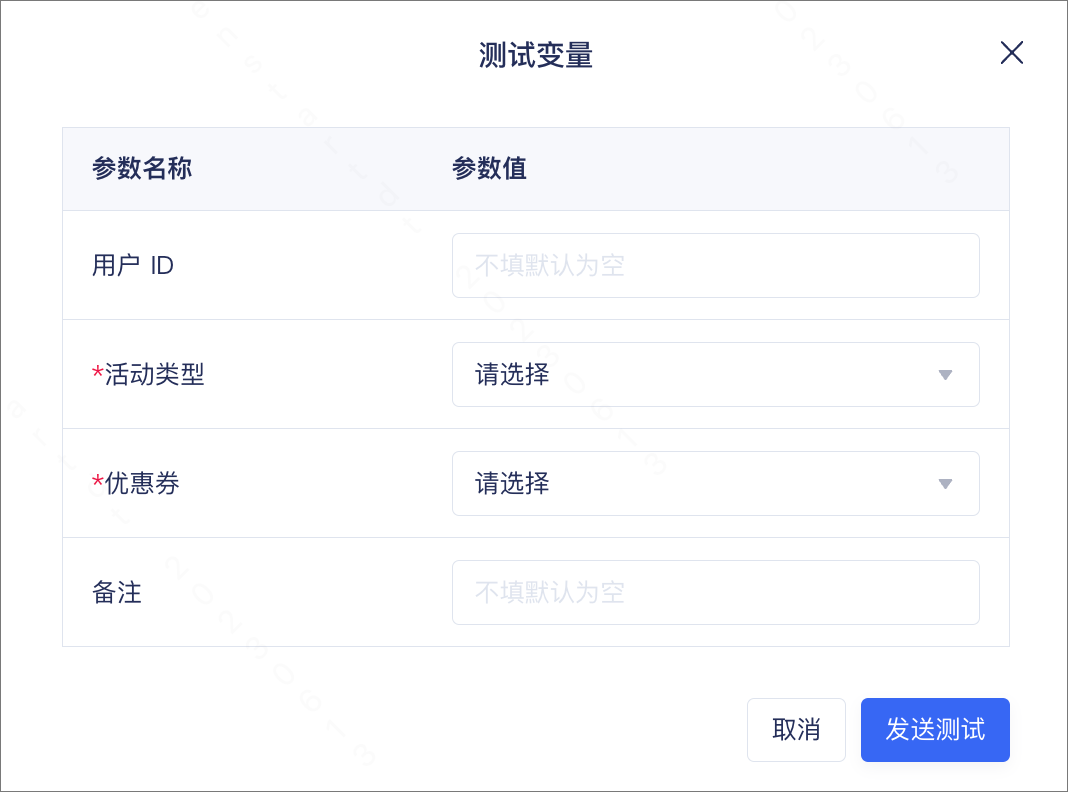 测试变量
参数名称 参数值
用户 ID 不填默认为空
*活动类型 请选择
*优惠券 请选择
备注 不填默认为空
取消 发送测试